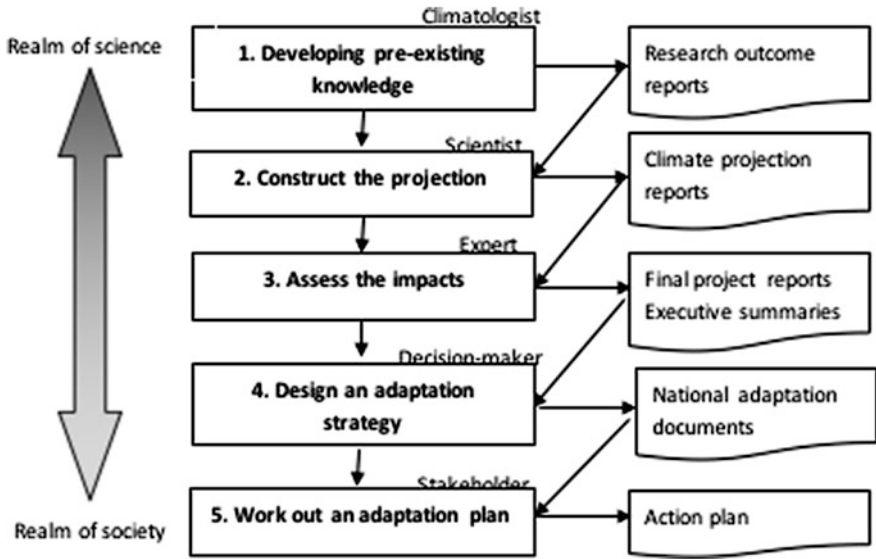 Climatologist
Realm of science
1. Developing pre-existing
knowledge
Research outcome
reports
Scientist
2. Construct the projection
Climate projection
reports
Expert
3. Assess the impacts
Final project reports
Executive summaries
Decision-maker
4. Design an adaptation
strategy
National adaptation
documents
Stakeholder
5. Work out an adaptation plan
Action plan
Realm of society